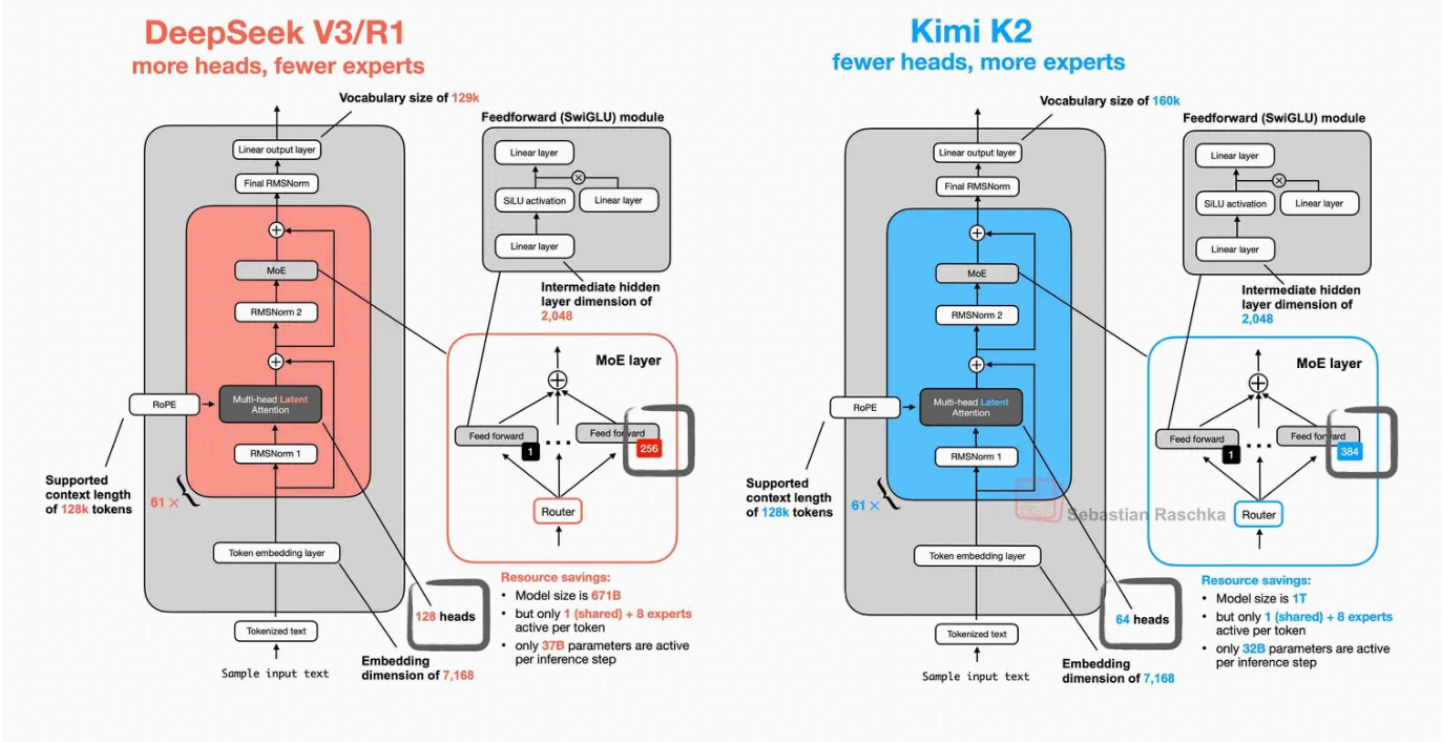 DeepSeek V3/R1
more heads, fewer experts
Vocabulary size of 129k
Linear output layer
Final RMSNorm
MoE
RMSNorm 2
Multi-head Latent
Attention
RMSNorm 1
RoPE
Supported
context length
of 128k tokens
61 ×
Token embedding layer
Tokenized text
Sample input text
128 heads
Embedding
dimension of 7,168
Feedforward (SwiGLU) module
Linear layer
SiLU activation
Linear layer
Linear layer
Intermediate hidden
layer dimension of
2,048
MoE layer
Feed forward
1
Feed forward
256
Router
Resource savings:
• Model size is 671B
• but only 1 (shared) + 8 experts
active per token
• only 37B parameters are active
per inference step
Kimi K2
fewer heads, more experts
Vocabulary size of 160k
Linear output layer
Final RMSNorm
MoE
RMSNorm 2
Multi-head Latent
Attention
RMSNorm 1
RoPE
Supported
context length
of 128k tokens
61 ×
Token embedding layer
Tokenized text
Sample input text
64 heads
Embedding
dimension of 7,168
Feedforward (SwiGLU) module
Linear layer
SiLU activation
Linear layer
Linear layer
Intermediate hidden
layer dimension of
2,048
MoE layer
Feed forward
1
Feed forward
384
Router
Sebastian Raschka
Resource savings:
• Model size is 1T
• but only 1 (shared) + 8 experts
active per token
• only 32B parameters are active
per inference step